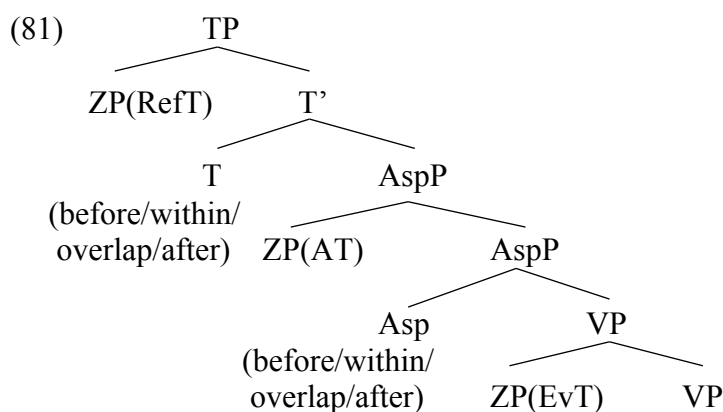 (81) TP
ZP(RefT) T’
T AspP
(before/within/
overlap/after) ZP(AT) AspP
Asp VP
(before/within/
overlap/after) ZP(EvT) VP